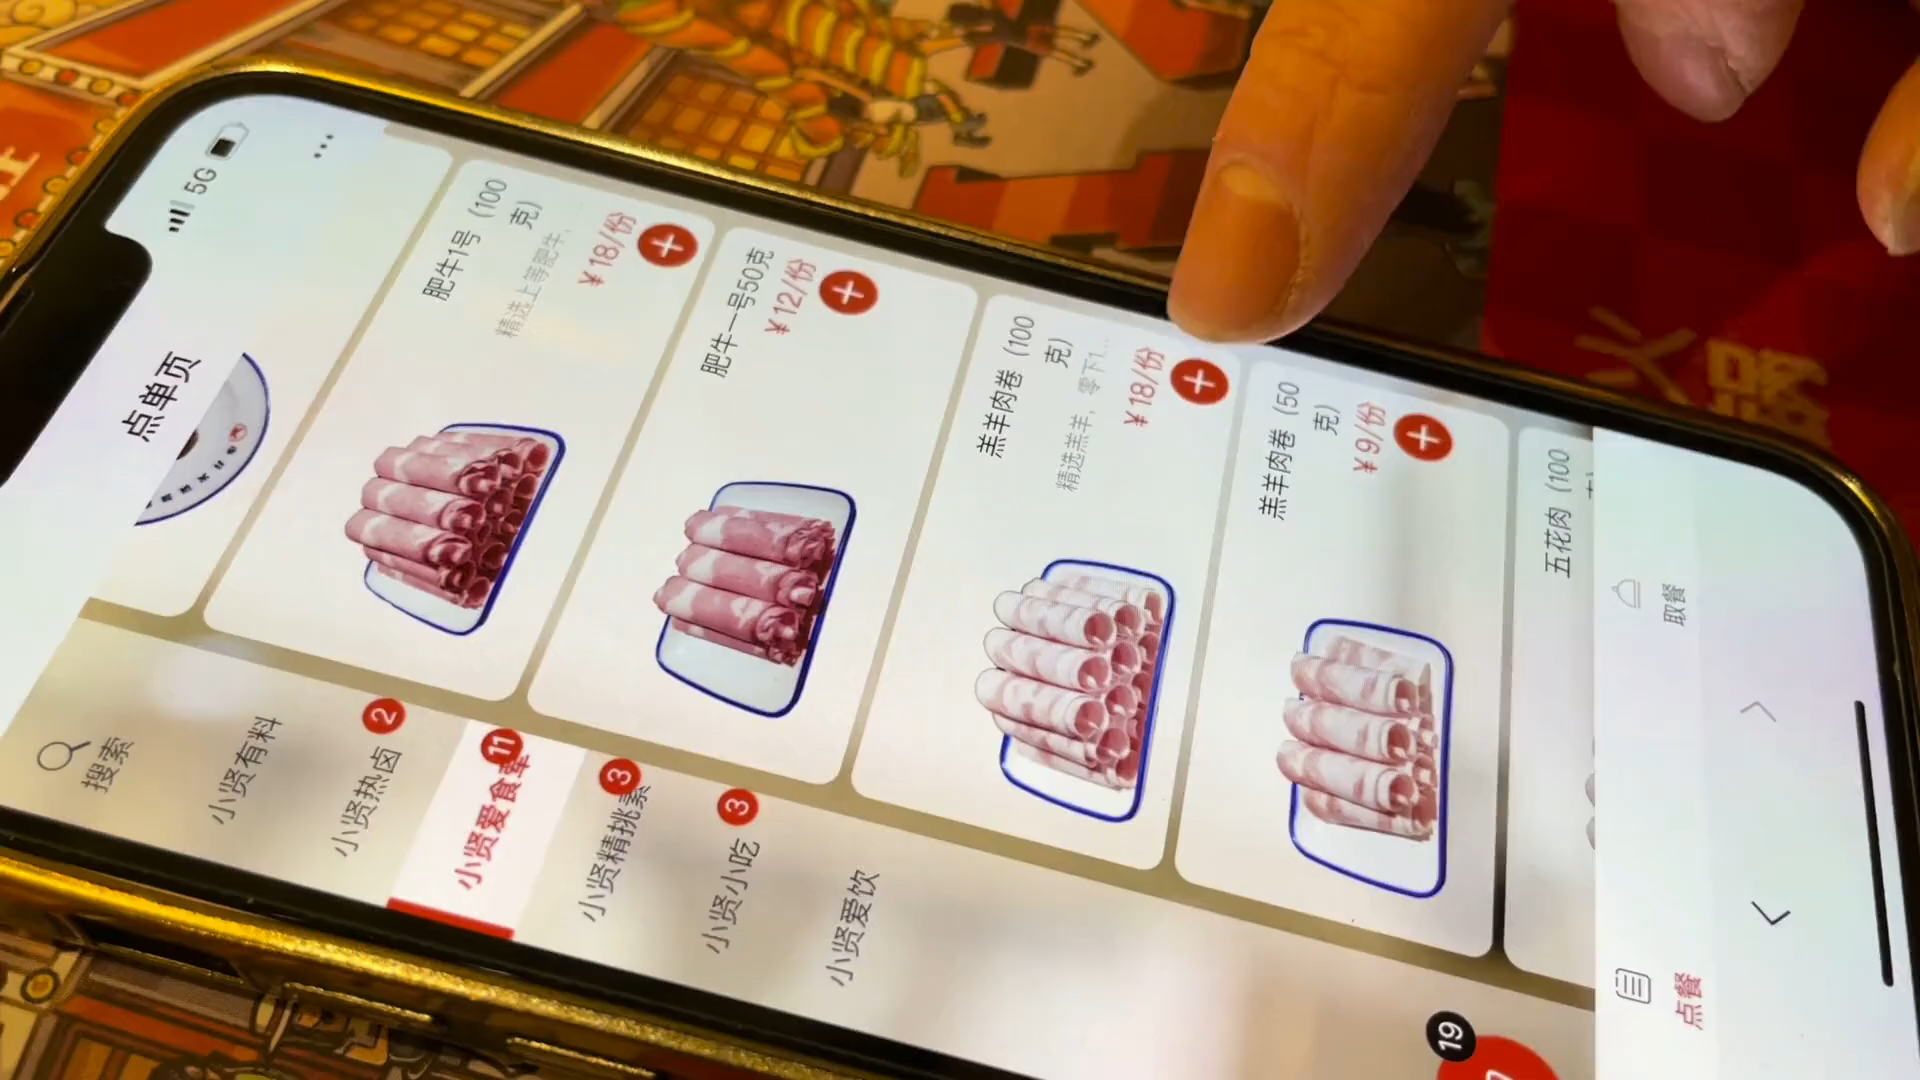 5G
点单页
搜索
小贤有料
小贤热卤
2
小贤爱食荤
11
小贤精挑素
3
小贤小吃
3
小贤爱饮
肥牛1号（100
克）
精选上等肥牛，...
¥18/份
肥牛一号50克
¥12/份
羔羊肉卷（100
克）
精选羔羊，零下1...
¥18/份
羔羊肉卷（50
克）
¥9/份
五花肉（100
19
点餐
取餐